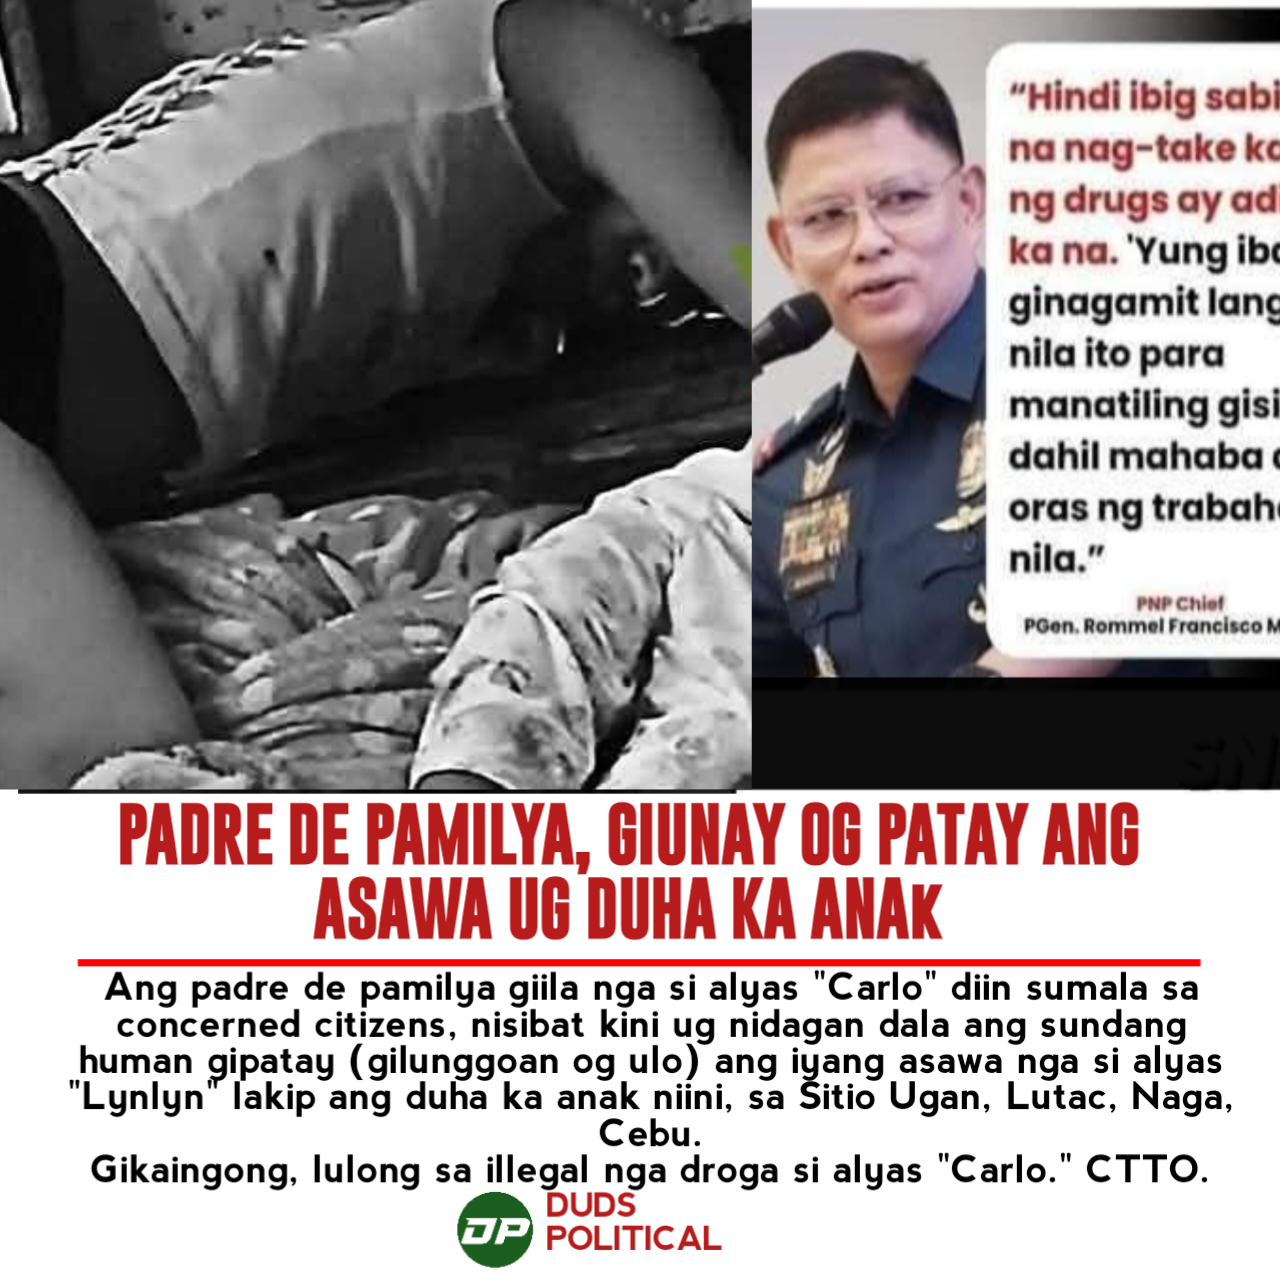 "Hindi ibig sabi
na nag-take ka
ng drugs ay ad
ka na. 'Yung iba
ginagamit lang
nila ito para
manatiling gisi
dahil mahaba
oras ng trabaho
nila."
PNP Chief
PGen. Rommel Francisco M
PADRE DE PAMILYA, GIUNAY OG PATAY ANG
ASAWA UG DUHA KA ANAK
Ang padre de pamilya giila nga si alyas "Carlo" diin sumala sa
concerned citizens, nisibat kini ug nidagan dala ang sundang
human gipatay (gilunggoan og ulo) ang iyang asawa nga si alyas
"Lynlyn" lakip ang duha ka anak niini, sa Sitio Ugan, Lutac, Naga,
Cebu.
Gikaingong, lulong sa illegal nga droga si alyas "Carlo." CTTO.
DP
DUDS
POLITICAL